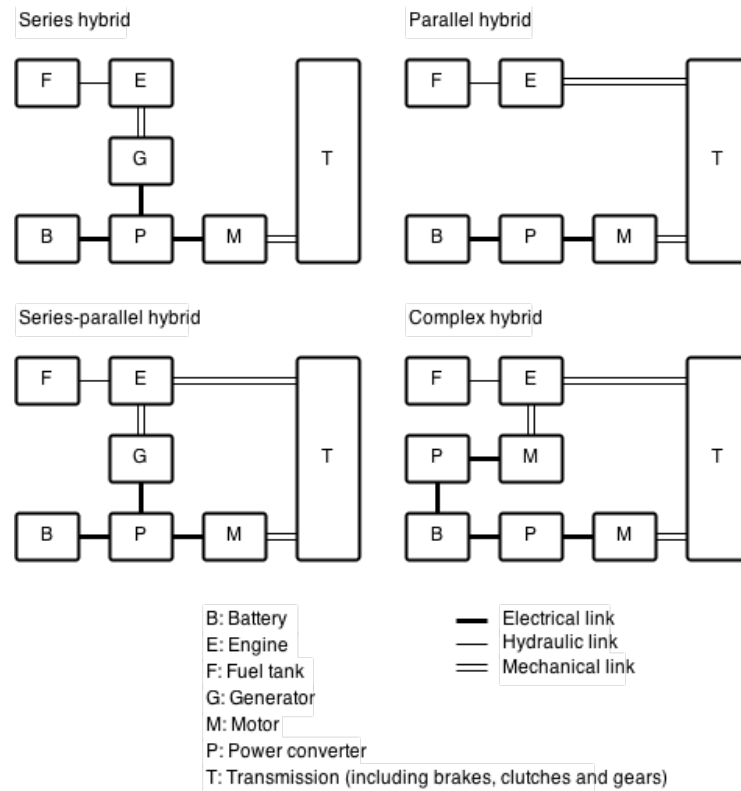 Series hybrid
F
E
G
B
P
M
T
Parallel hybrid
F
E
B
P
M
T
Series-parallel hybrid
F
E
G
B
P
M
T
Complex hybrid
F
E
P
M
B
P
M
T
B: Battery
E: Engine
F: Fuel tank
G: Generator
M: Motor
P: Power converter
T: Transmission (including brakes, clutches and gears)
Electrical link
Hydraulic link
Mechanical link